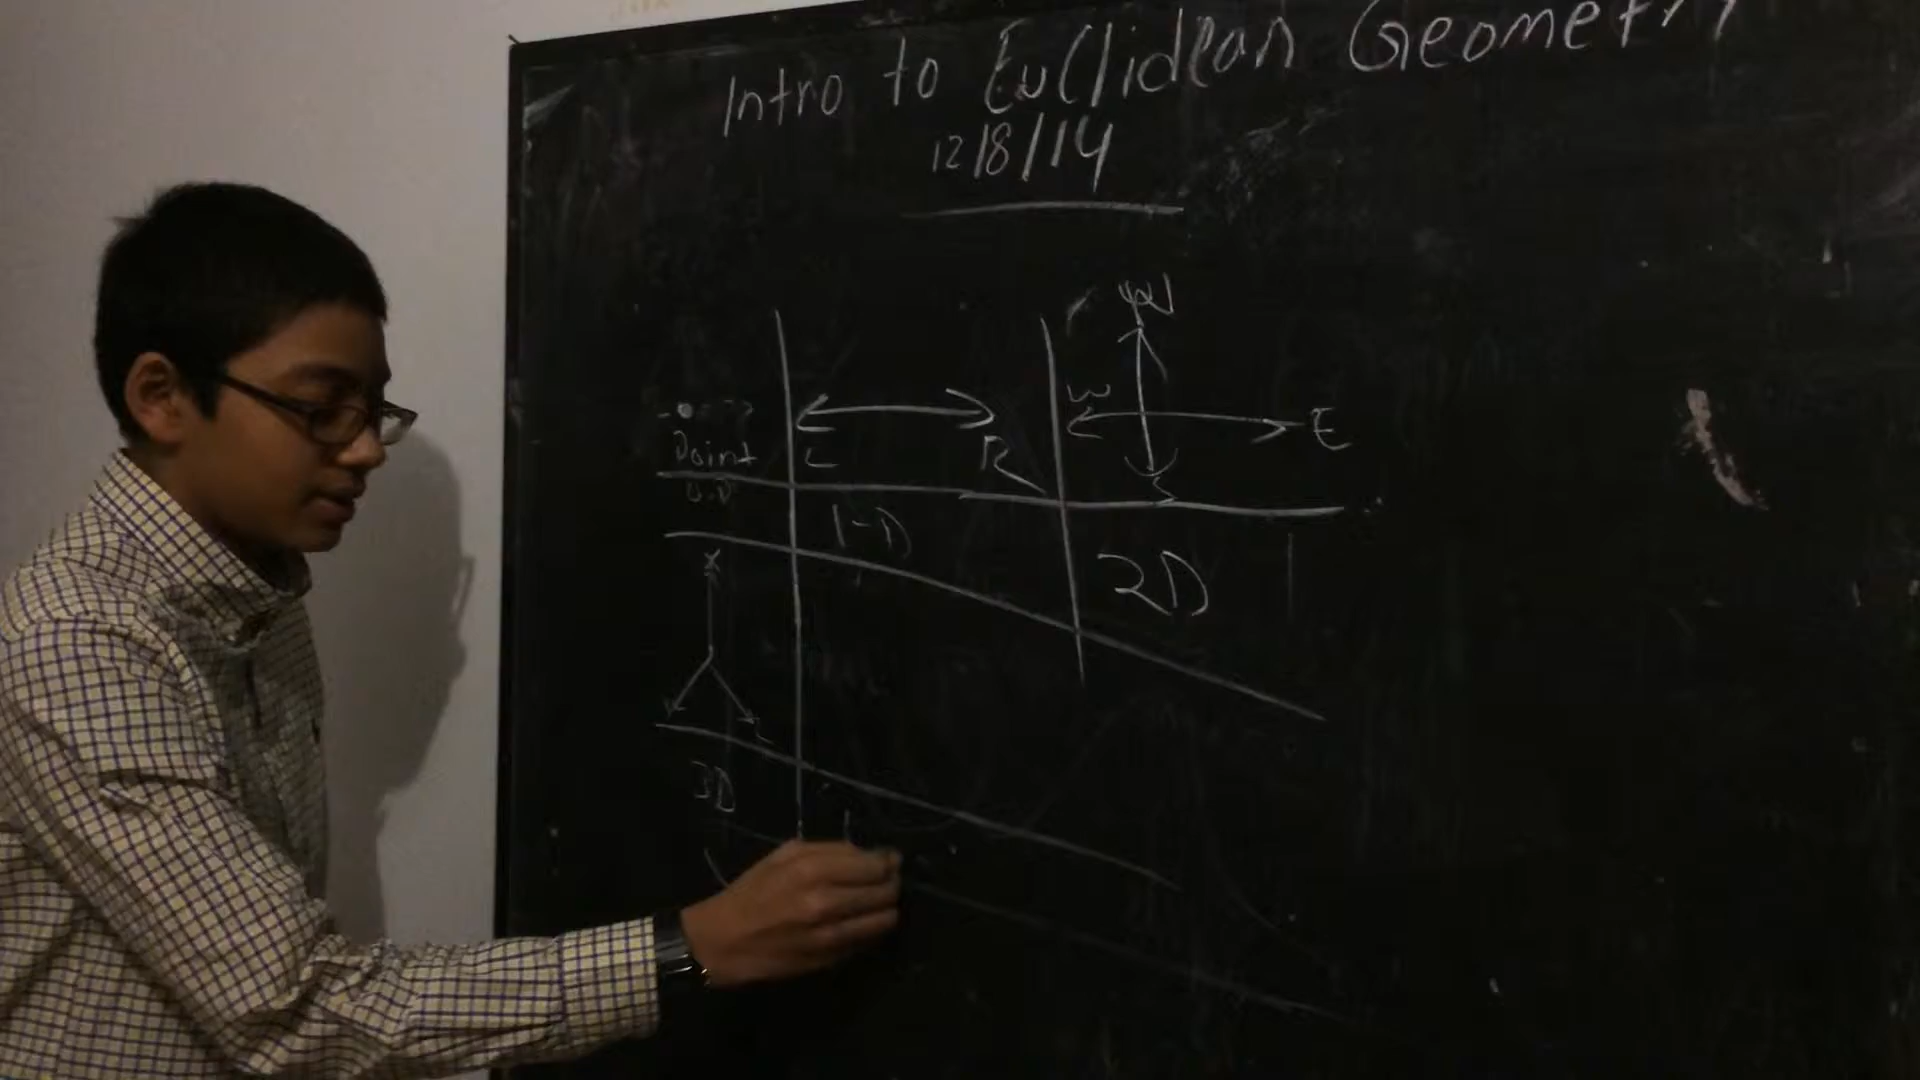 Intro to Euclidean Geometry
12/8/14
N
W E
Point L R
S
0-D
1-D 2D
3D